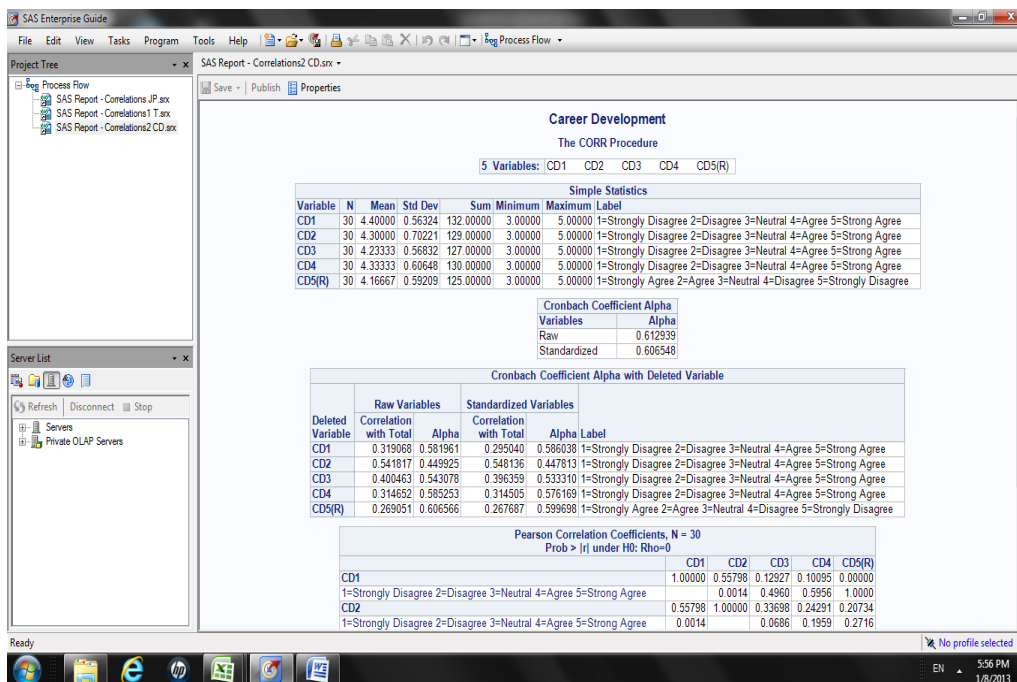 SAS Enterprise Guide
File Edit View Tasks Program Tools Help Process Flow
Project Tree
Process Flow
SAS Report - Correlations JP.srx
SAS Report - Correlations1 T.srx
SAS Report - Correlations2 CD.srx
Server List
Refresh Disconnect Stop
Servers
Private OLAP Servers
SAS Report - Correlations2 CD.srx
Save Publish Properties
Career Development
The CORR Procedure
5 Variables: CD1 CD2 CD3 CD4 CD5(R)
Simple Statistics
Variable N Mean Std Dev Sum Minimum Maximum Label
CD1 30 4.40000 0.56324 132.00000 3.00000 5.00000 1=Strongly Disagree 2=Disagree 3=Neutral 4=Agree 5=Strong Agree
CD2 30 4.30000 0.70221 129.00000 3.00000 5.00000 1=Strongly Disagree 2=Disagree 3=Neutral 4=Agree 5=Strong Agree
CD3 30 4.23333 0.56832 127.00000 3.00000 5.00000 1=Strongly Disagree 2=Disagree 3=Neutral 4=Agree 5=Strong Agree
CD4 30 4.33333 0.60648 130.00000 3.00000 5.00000 1=Strongly Disagree 2=Disagree 3=Neutral 4=Agree 5=Strong Agree
CD5(R) 30 4.16667 0.59209 125.00000 3.00000 5.00000 1=Strongly Agree 2=Agree 3=Neutral 4=Disagree 5=Strongly Disagree
Cronbach Coefficient Alpha
Variables Alpha
Raw 0.612939
Standardized 0.606548
Cronbach Coefficient Alpha with Deleted Variable
Raw Variables Standardized Variables
Deleted Correlation Correlation
Variable with Total Alpha with Total Alpha Label
CD1 0.319068 0.581961 0.295040 0.586038 1=Strongly Disagree 2=Disagree 3=Neutral 4=Agree 5=Strong Agree
CD2 0.541817 0.449925 0.548136 0.447813 1=Strongly Disagree 2=Disagree 3=Neutral 4=Agree 5=Strong Agree
CD3 0.400463 0.543078 0.396359 0.533310 1=Strongly Disagree 2=Disagree 3=Neutral 4=Agree 5=Strong Agree
CD4 0.314652 0.585253 0.314505 0.576169 1=Strongly Disagree 2=Disagree 3=Neutral 4=Agree 5=Strong Agree
CD5(R) 0.269051 0.606566 0.267687 0.599698 1=Strongly Agree 2=Agree 3=Neutral 4=Disagree 5=Strongly Disagree
Pearson Correlation Coefficients, N = 30
Prob > |r| under H0: Rho=0
CD1 CD2 CD3 CD4 CD5(R)
CD1 1.00000 0.55798 0.12927 0.10095 0.00000
1=Strongly Disagree 2=Disagree 3=Neutral 4=Agree 5=Strong Agree 0.0014 0.4960 0.5956 1.0000
CD2 0.55798 1.00000 0.33698 0.24291 0.20734
1=Strongly Disagree 2=Disagree 3=Neutral 4=Agree 5=Strong Agree 0.0014 0.0686 0.1959 0.2716
Ready
No profile selected
EN
5:56 PM
1/8/2013